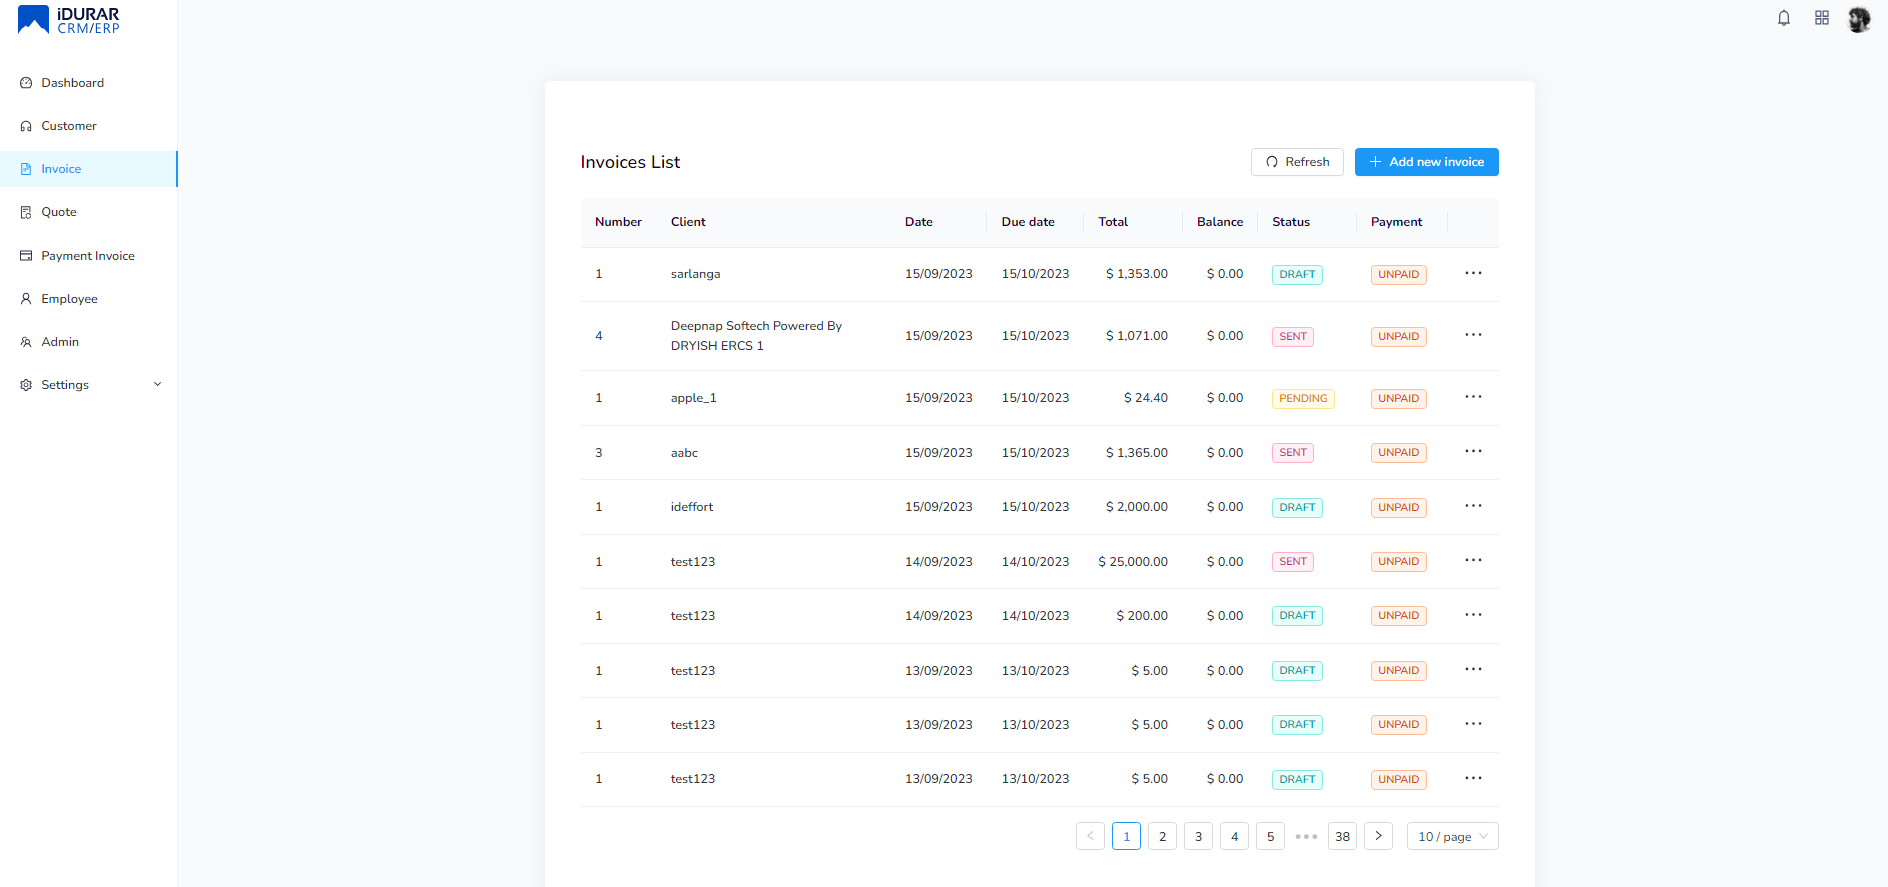 iDURAR
CRM/ERP
Dashboard
Customer
Invoice
Quote
Payment Invoice
Employee
Admin
Settings
Invoices List
Refresh
Add new invoice
Number Client Date Due date Total Balance Status Payment
1 sarlanga 15/09/2023 15/10/2023 $ 1,353.00 $ 0.00 DRAFT UNPAID
4 Deepnap Softech Powered By
DRYISH ERCS 1 15/09/2023 15/10/2023 $ 1,071.00 $ 0.00 SENT UNPAID
1 apple_1 15/09/2023 15/10/2023 $ 24.40 $ 0.00 PENDING UNPAID
3 aabc 15/09/2023 15/10/2023 $ 1,365.00 $ 0.00 SENT UNPAID
1 ideffort 15/09/2023 15/10/2023 $ 2,000.00 $ 0.00 DRAFT UNPAID
1 test123 14/09/2023 14/10/2023 $ 25,000.00 $ 0.00 SENT UNPAID
1 test123 14/09/2023 14/10/2023 $ 200.00 $ 0.00 DRAFT UNPAID
1 test123 13/09/2023 13/10/2023 $ 5.00 $ 0.00 DRAFT UNPAID
1 test123 13/09/2023 13/10/2023 $ 5.00 $ 0.00 DRAFT UNPAID
1 test123 13/09/2023 13/10/2023 $ 5.00 $ 0.00 DRAFT UNPAID
1 2 3 4 5 ••• 38 10 / page